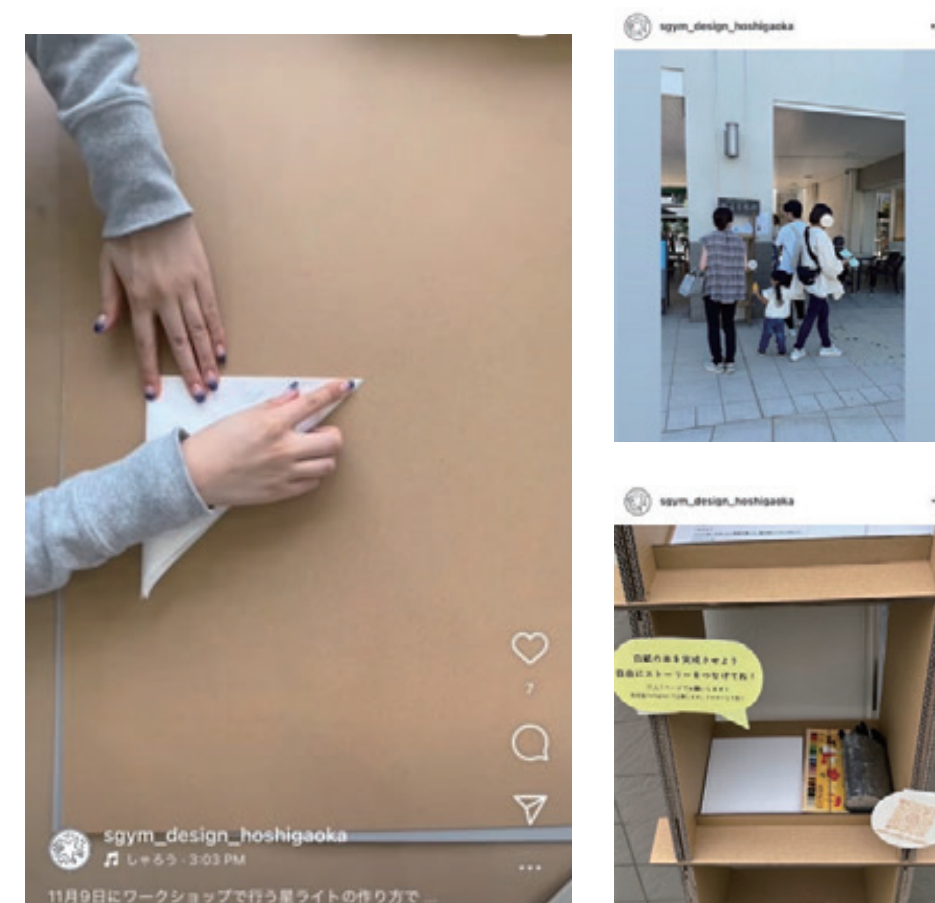 sgym_design_hoshigaoka
♫ しゃろう · 3:03 PM
11月9日にワークショップで行う星ライトの作り方で ...
7
sgym_design_hoshigaoka
sgym_design_hoshigaoka
白紙の本を完成させよう
自由にストーリーをつなげてね！